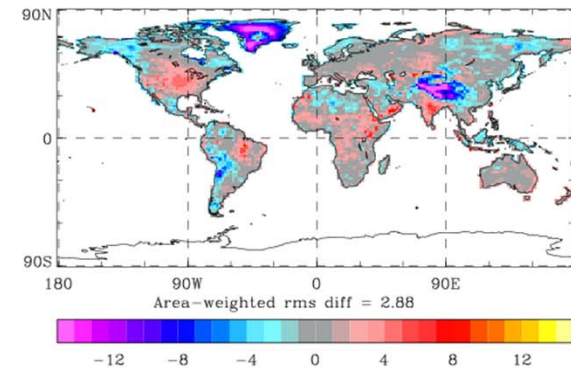 90N
0
90S
180 90W 0 90E
Area-weighted rms diff = 2.88
-12 -8 -4 0 4 8 12